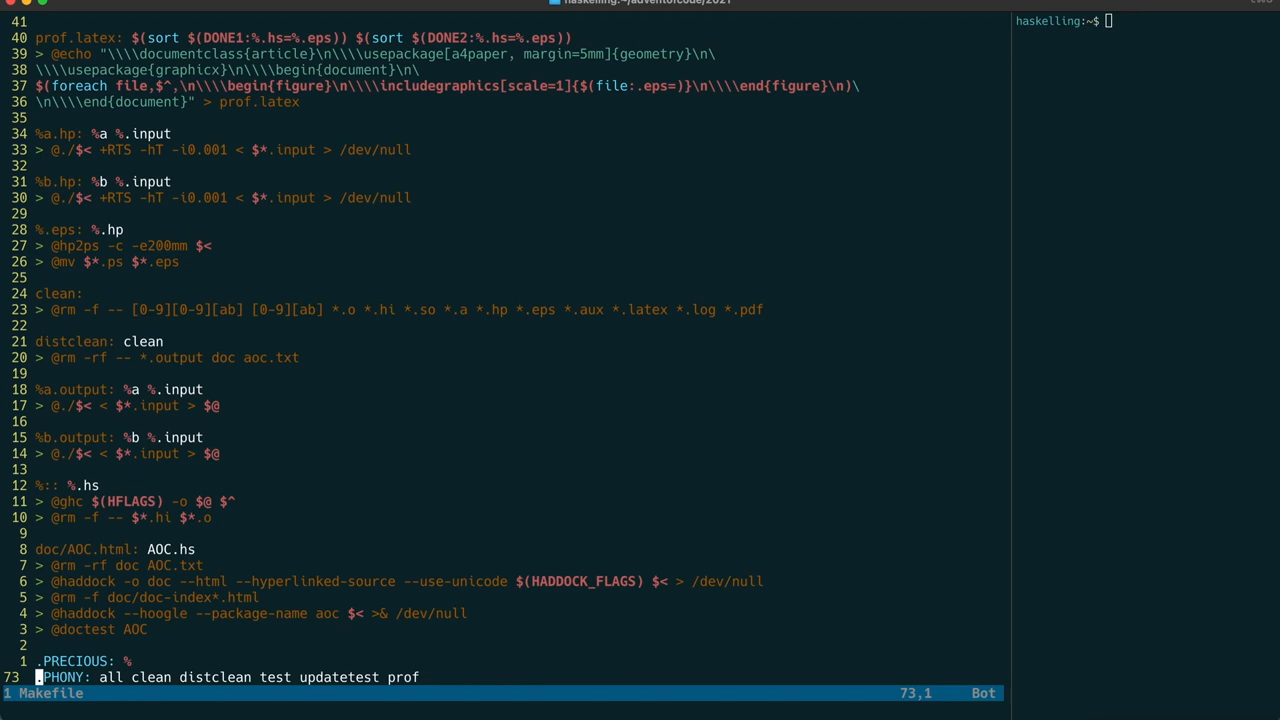 haskelling:~/adventofcode/2021
41
40 prof.latex: $(sort $(DONE1:%.hs=%.eps)) $(sort $(DONE2:%.hs=%.eps))
39 > @echo "\\\\documentclass{article}\n\\\\usepackage[a4paper, margin=5mm]{geometry}\n\
38 \\\\usepackage{graphicx}\n\\\\begin{document}\n\
37 $(foreach file,$^,\n\\\\begin{figure}\n\\\\includegraphics[scale=1]{$(file:.eps=)}\n\\\\end{figure}\n)\
36 \n\\\\end{document}" > prof.latex
35
34 %a.hp: %a %.input
33 > @./$< +RTS -hT -i0.001 < $*.input > /dev/null
32
31 %b.hp: %b %.input
30 > @./$< +RTS -hT -i0.001 < $*.input > /dev/null
29
28 %.eps: %.hp
27 > @hp2ps -c -e200mm $<
26 > @mv $*.ps $*.eps
25
24 clean:
23 > @rm -f -- [0-9][0-9][ab] [0-9][ab] *.o *.hi *.so *.a *.hp *.eps *.aux *.latex *.log *.pdf
22
21 distclean: clean
20 > @rm -rf -- *.output doc aoc.txt
19
18 %a.output: %a %.input
17 > @./$< < $*.input > $@
16
15 %b.output: %b %.input
14 > @./$< < $*.input > $@
13
12 %:: %.hs
11 > @ghc $(HFLAGS) -o $@ $^
10 > @rm -f -- $*.hi $*.o
9
8 doc/AOC.html: AOC.hs
7 > @rm -rf doc AOC.txt
6 > @haddock -o doc --html --hyperlinked-source --use-unicode $(HADDOCK_FLAGS) $< > /dev/null
5 > @rm -f doc/doc-index*.html
4 > @haddock --hoogle --package-name aoc $< >& /dev/null
3 > @doctest AOC
2
1 .PRECIOUS: %
73 .PHONY: all clean distclean test updatetest prof
1 Makefile 73,1 Bot
haskelling:~$